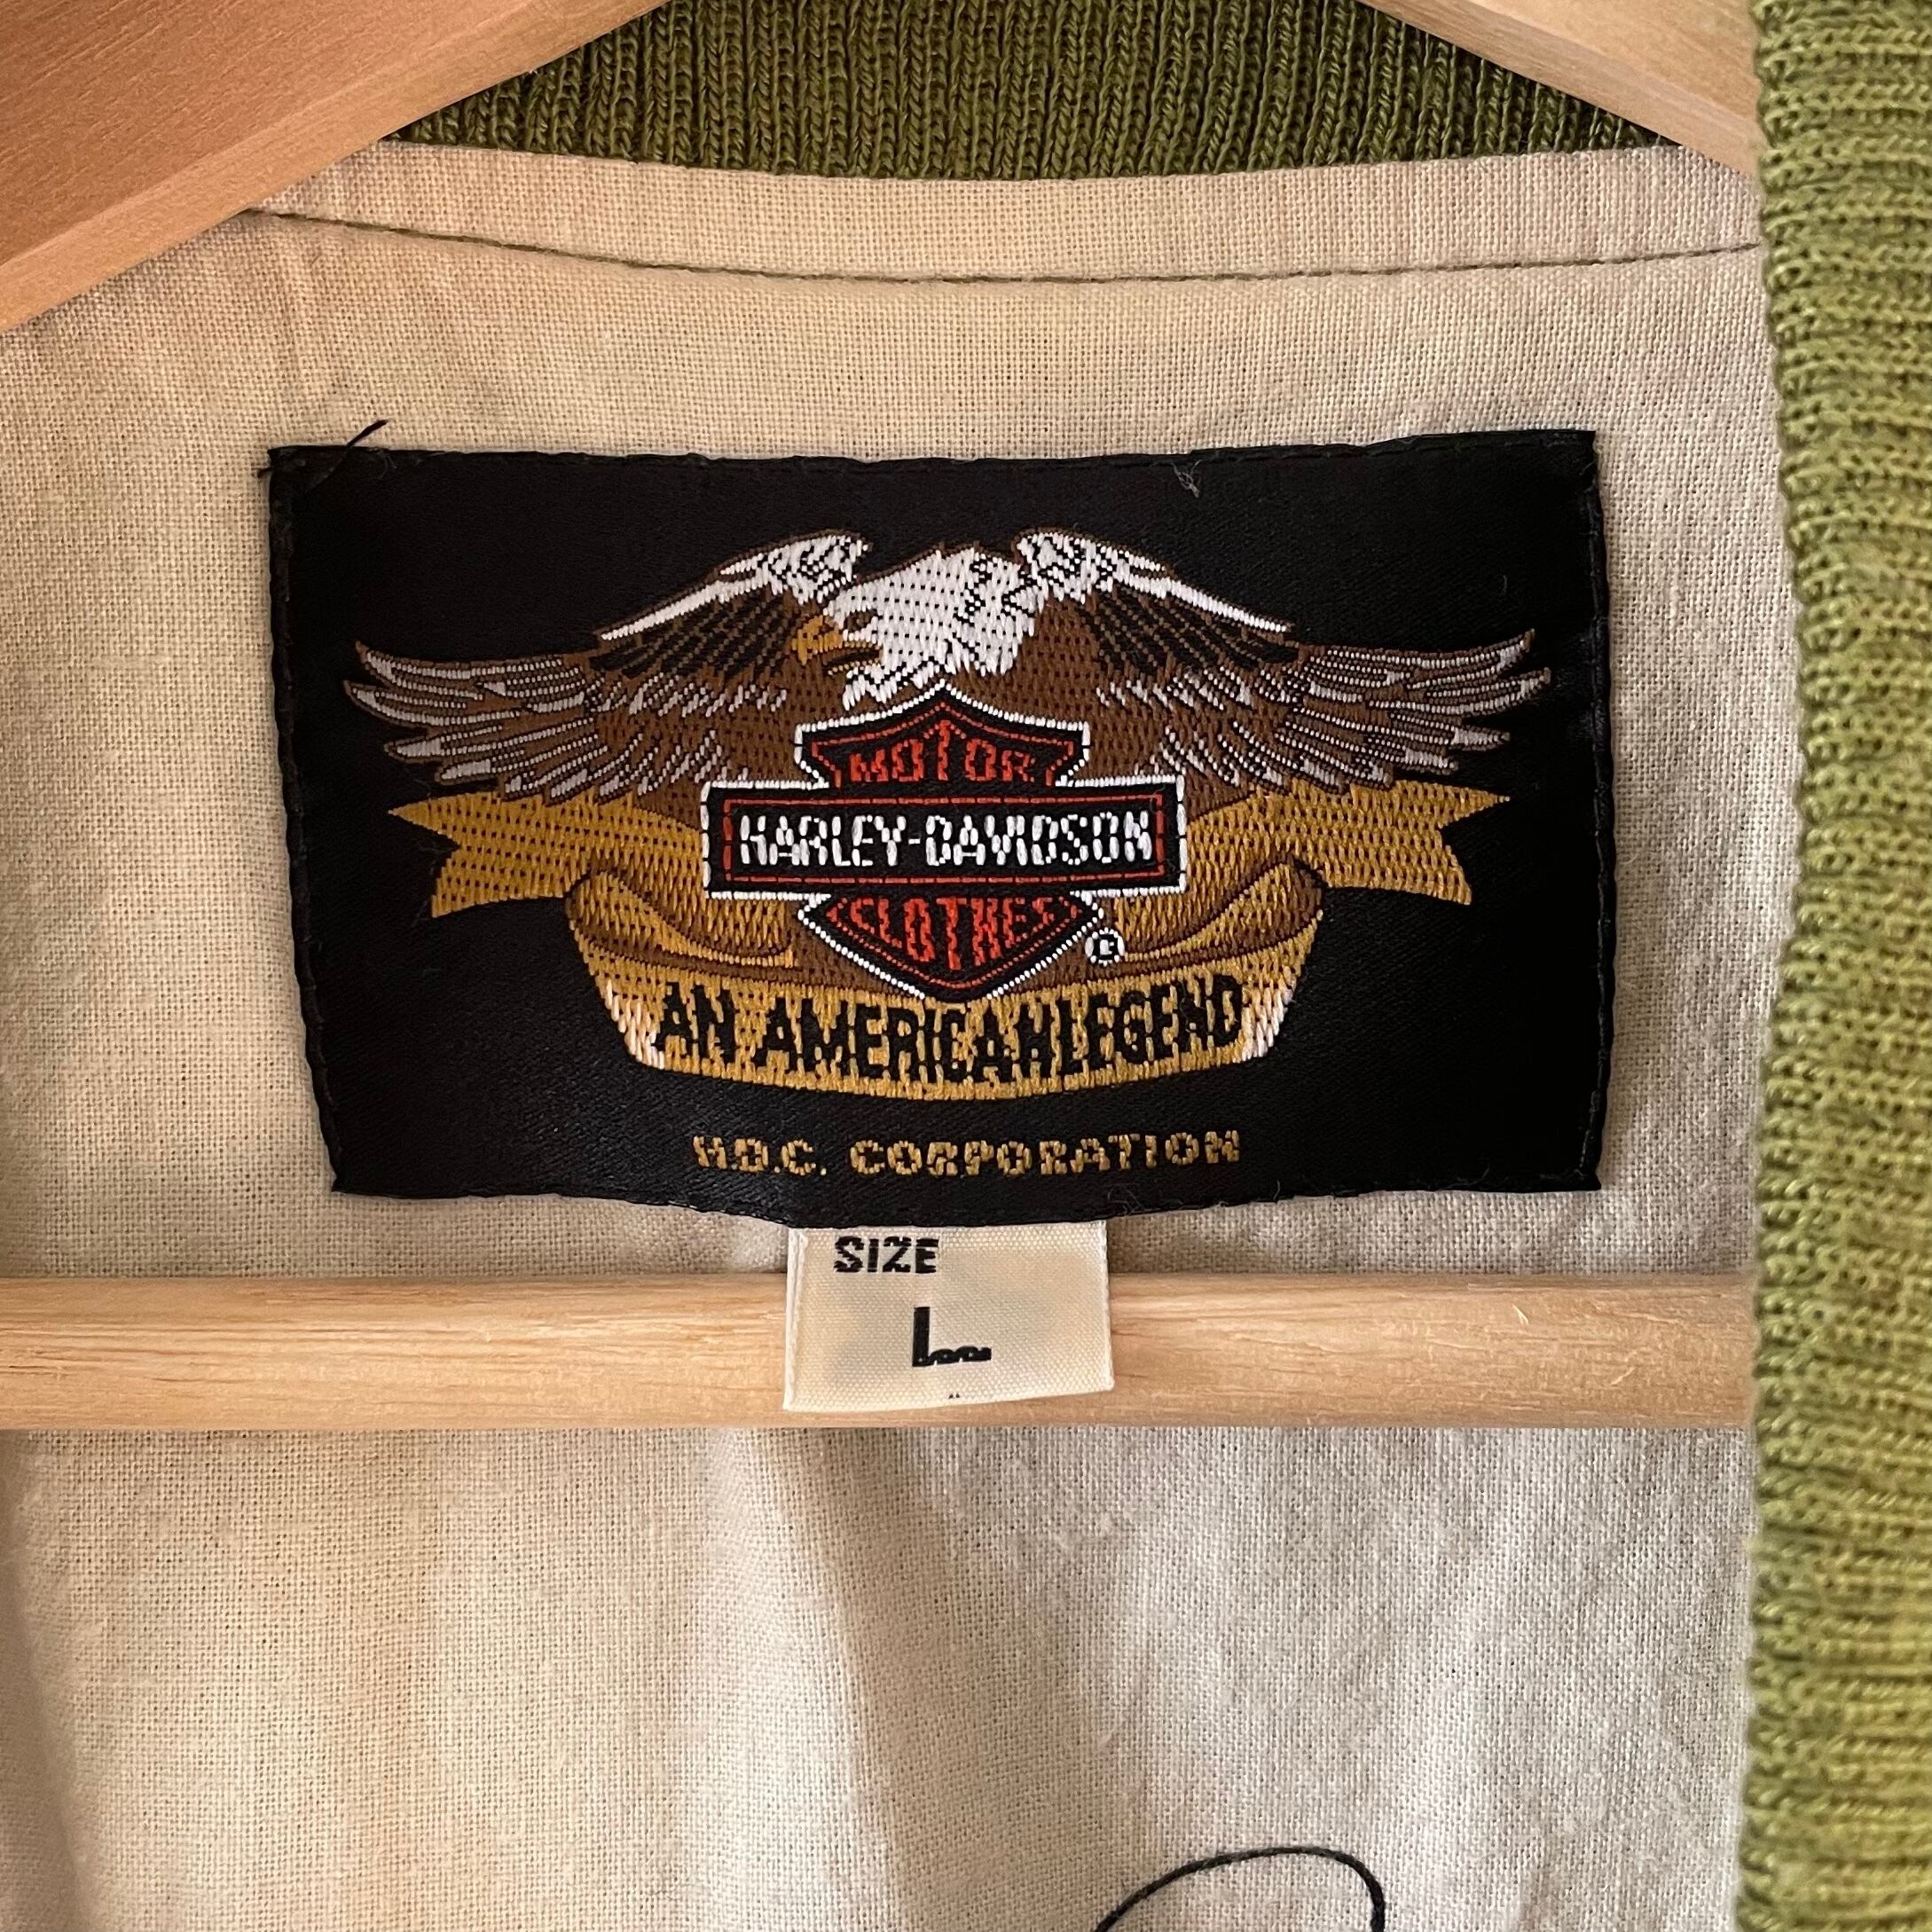 MOTOR
HARLEY-DAVIDSON
CLOTHES
®
AN AMERICAN LEGEND
H.D.C. CORPORATION
SIZE
L